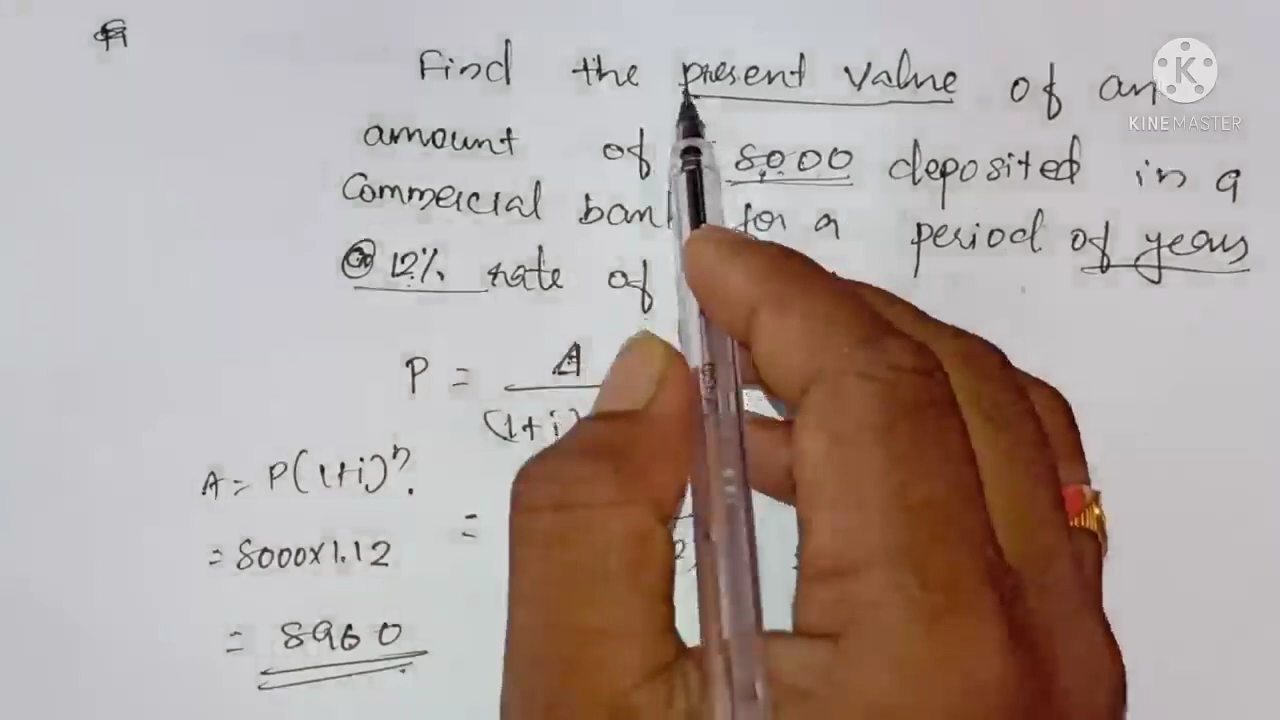 Find the present value of an
amount of 8000 deposited in a
Commercial bank for a period of years
@ 12% rate of
P = A
(1+i)
A = P(1+i)^n
= 8000×1.12
=
= 8960
KINEMASTER